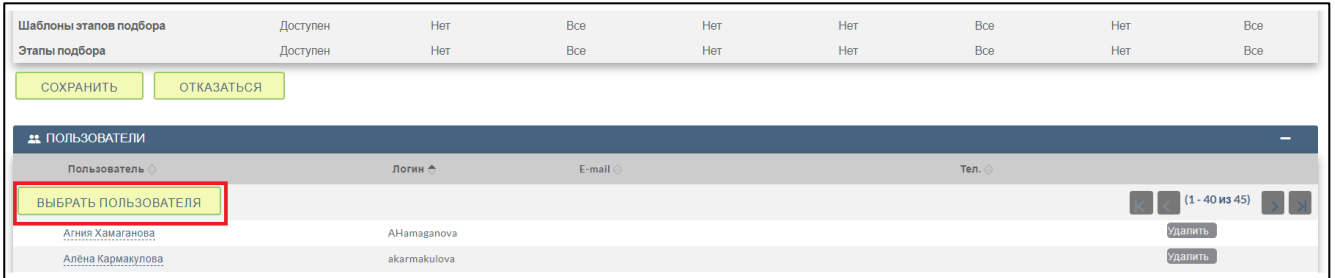 Шаблоны этапов подбора Доступен Нет Все Нет Нет Все Нет Все
Этапы подбора Доступен Нет Все Нет Нет Все Нет Все
СОХРАНИТЬ ОТКАЗАТЬСЯ
ПОЛЬЗОВАТЕЛИ
Пользователь Логин E-mail Тел.
ВЫБРАТЬ ПОЛЬЗОВАТЕЛЯ (1 - 40 из 45)
Агния Хамаганова AHamaganova Удалить
Алёна Кармакулова akarmakulova Удалить